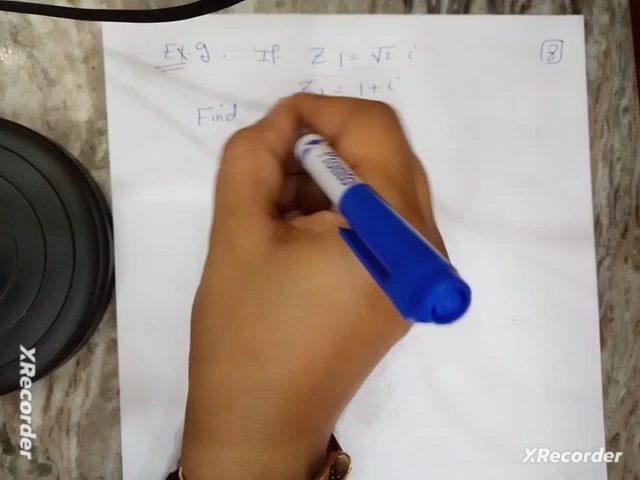 Ex. 9. If Z1 = √2 i
8
Z2 = 1 + i
Find
XRecorder
XRecorder